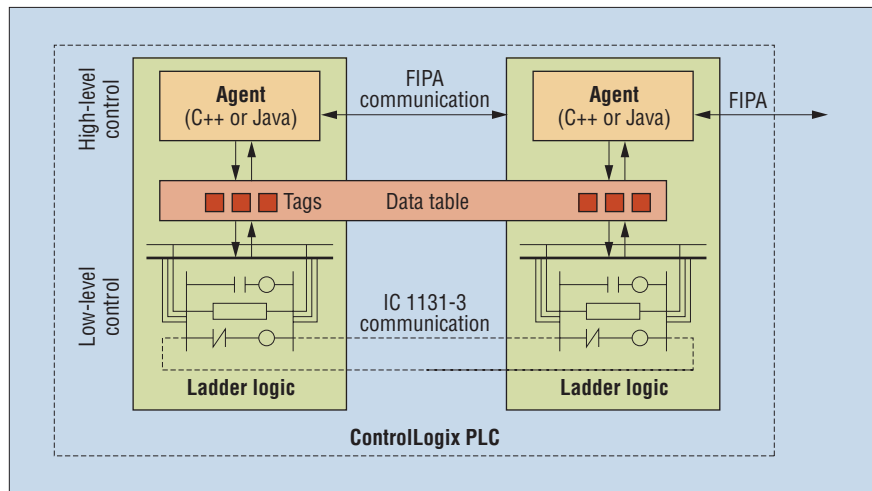 High-level
control
Agent
(C++ or Java)
FIPA
communication
Agent
(C++ or Java)
FIPA
Tags
Data table
Low-level
control
IC 1131-3
communication
Ladder logic
Ladder logic
ControlLogix PLC